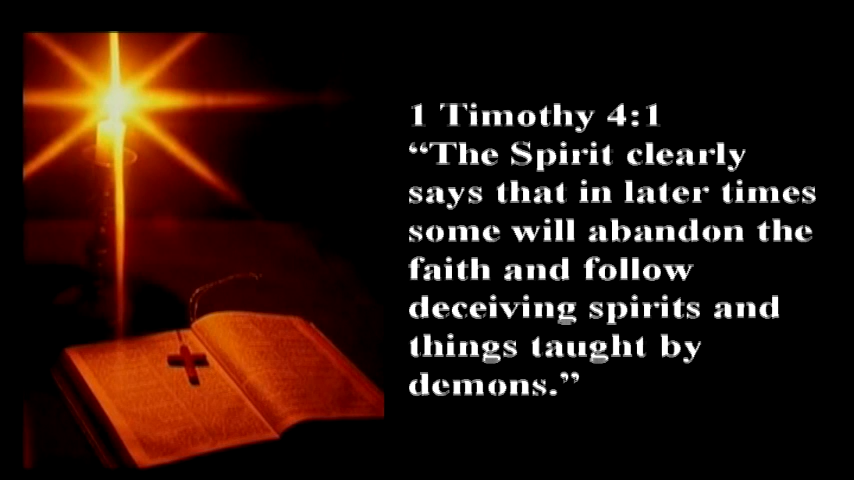 1 Timothy 4:1
“The Spirit clearly
says that in later times
some will abandon the
faith and follow
deceiving spirits and
things taught by
demons.”